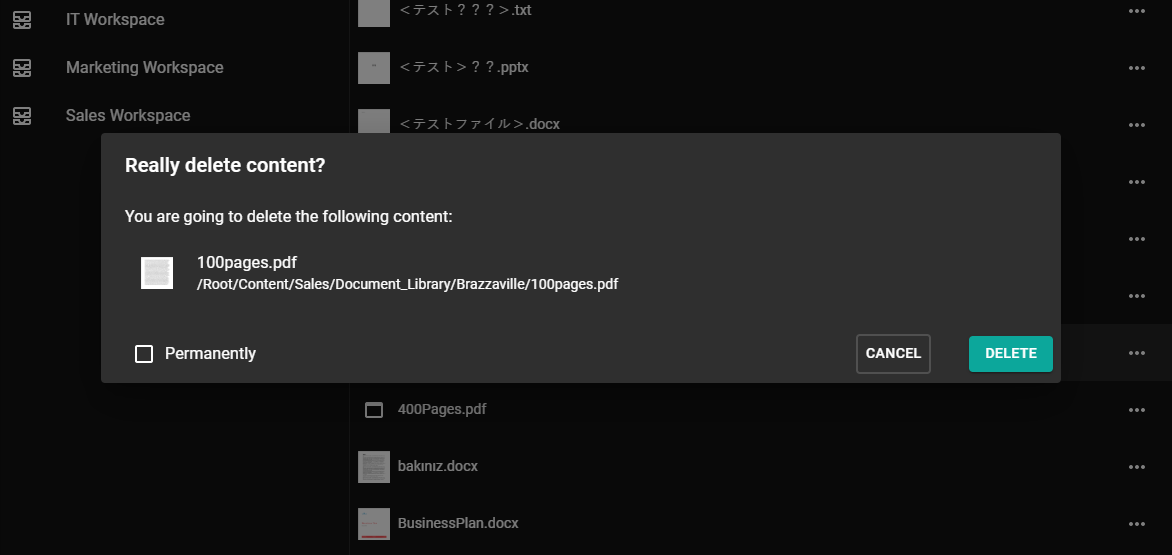 IT Workspace
Marketing Workspace
Sales Workspace
＜テスト？？？＞.txt
＜テスト＞？？.pptx
＜テストファイル＞.docx
Really delete content?
You are going to delete the following content:
100pages.pdf
/Root/Content/Sales/Document_Library/Brazzaville/100pages.pdf
Permanently
CANCEL
DELETE
400Pages.pdf
bakınız.docx
BusinessPlan.docx